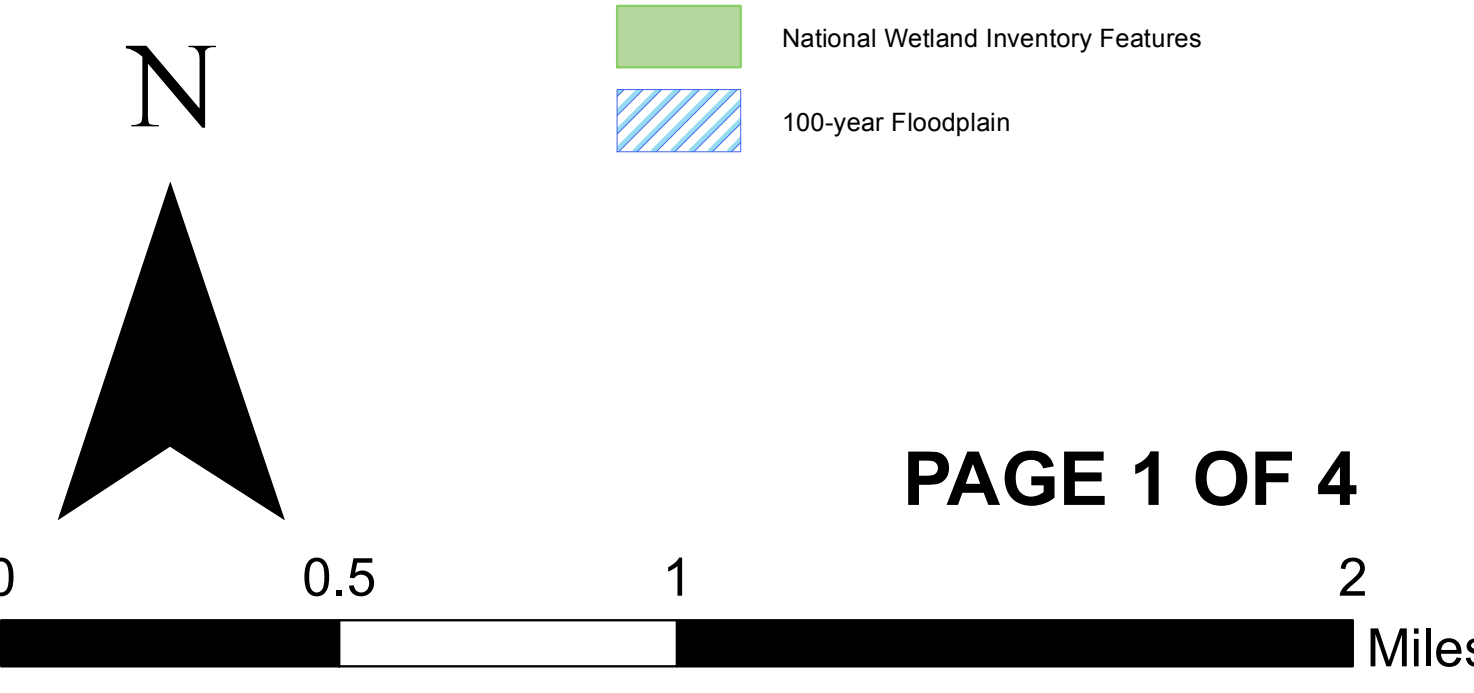 National Wetland Inventory Features
N
100-year Floodplain
PAGE 1 OF 4
0 0.5 1 2
Miles